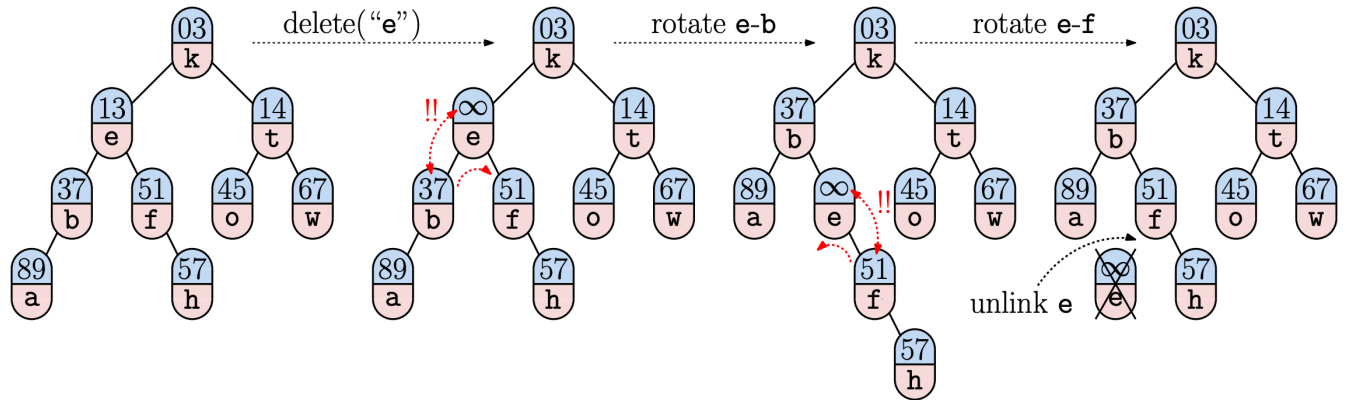 delete(“e”)
rotate e-b
rotate e-f
03 03 03 03
k k k k
13 14 !! ∞ 14 37 14 37 14
e t e t b t b t
37 51 45 67 37 51 45 67 89 ∞ !! 45 67 89 51 45 67
b f o w b f o w a e o w a f o w
89 57 89 57 51 ∞ 57
a h a h f unlink e e h
57
h